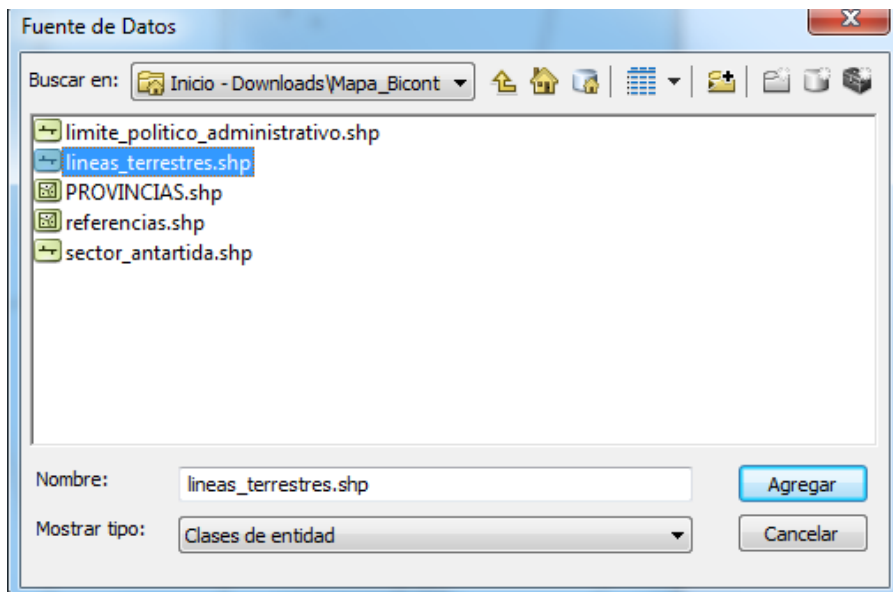 Fuente de Datos
Buscar en: Inicio - Downloads\Mapa_Bicont
limite_politico_administrativo.shp
lineas_terrestres.shp
PROVINCIAS.shp
referencias.shp
sector_antartida.shp
Nombre: lineas_terrestres.shp Agregar
Mostrar tipo: Clases de entidad Cancelar